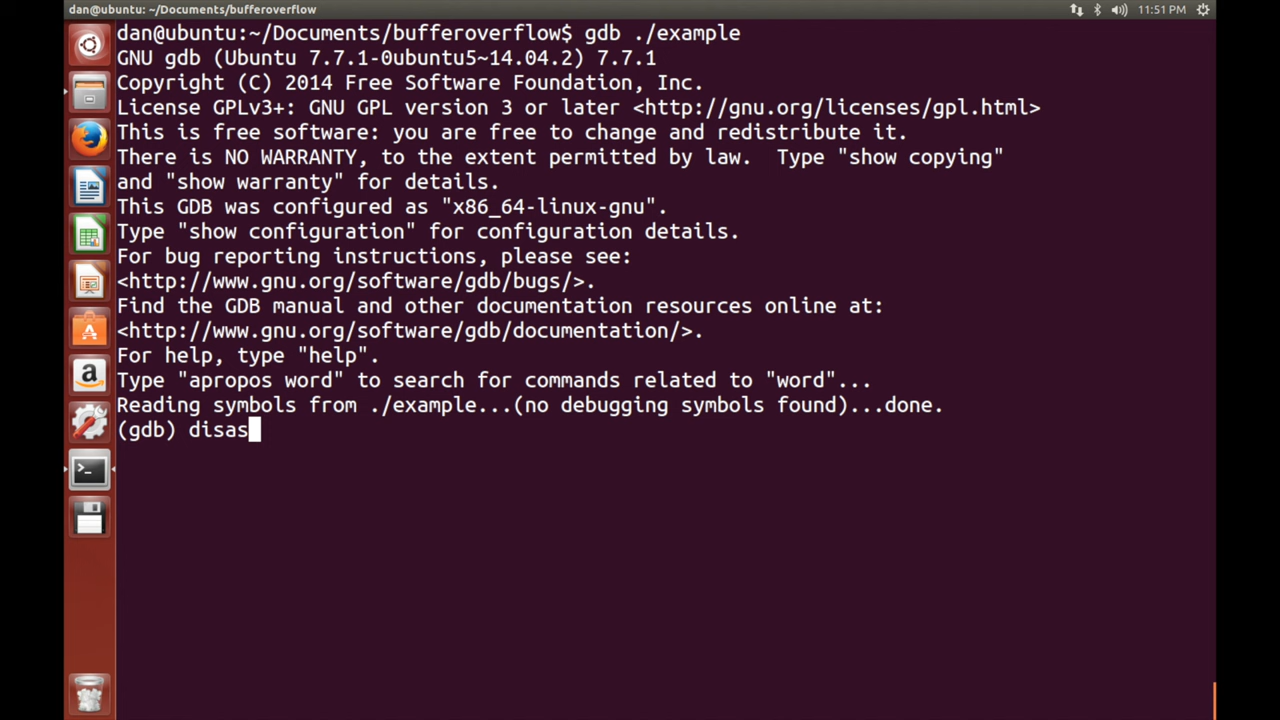 dan@ubuntu: ~/Documents/bufferoverflow
11:51 PM
dan@ubuntu:~/Documents/bufferoverflow$ gdb ./example
GNU gdb (Ubuntu 7.7.1-0ubuntu5~14.04.2) 7.7.1
Copyright (C) 2014 Free Software Foundation, Inc.
License GPLv3+: GNU GPL version 3 or later <http://gnu.org/licenses/gpl.html>
This is free software: you are free to change and redistribute it.
There is NO WARRANTY, to the extent permitted by law.  Type "show copying"
and "show warranty" for details.
This GDB was configured as "x86_64-linux-gnu".
Type "show configuration" for configuration details.
For bug reporting instructions, please see:
<http://www.gnu.org/software/gdb/bugs/>.
Find the GDB manual and other documentation resources online at:
<http://www.gnu.org/software/gdb/documentation/>.
For help, type "help".
Type "apropos word" to search for commands related to "word"...
Reading symbols from ./example...(no debugging symbols found)...done.
(gdb) disas